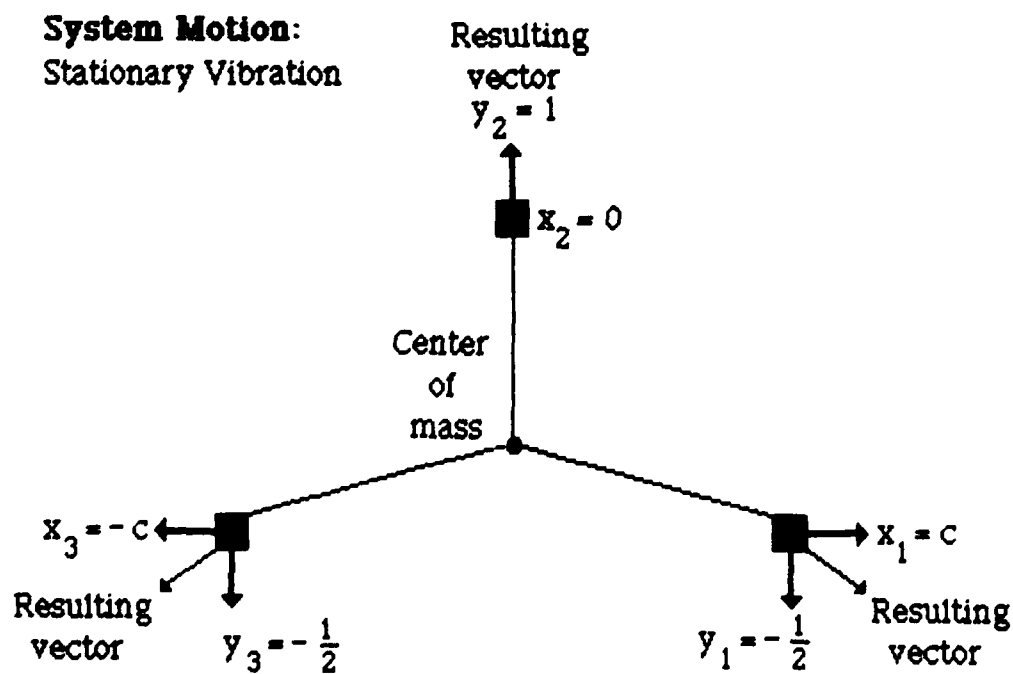 System Motion:
Stationary Vibration
Resulting
vector
y₂ = 1
x₂ = 0
Center
of
mass
x₃ = - c
x₁ = c
Resulting
vector
y₃ = - 1/2
y₁ = - 1/2
Resulting
vector